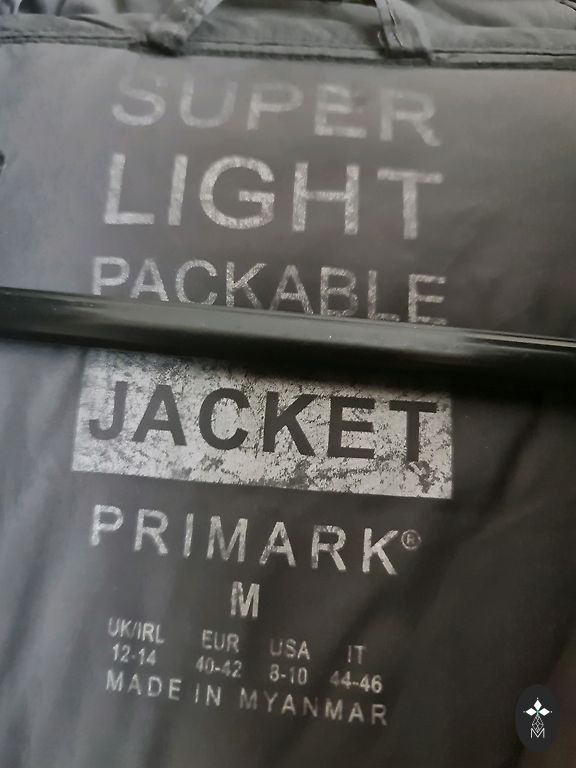 SUPER
LIGHT
PACKABLE
JACKET
PRIMARK®
M
UK/IRL EUR USA IT
12-14 40-42 8-10 44-46
MADE IN MYANMAR
M